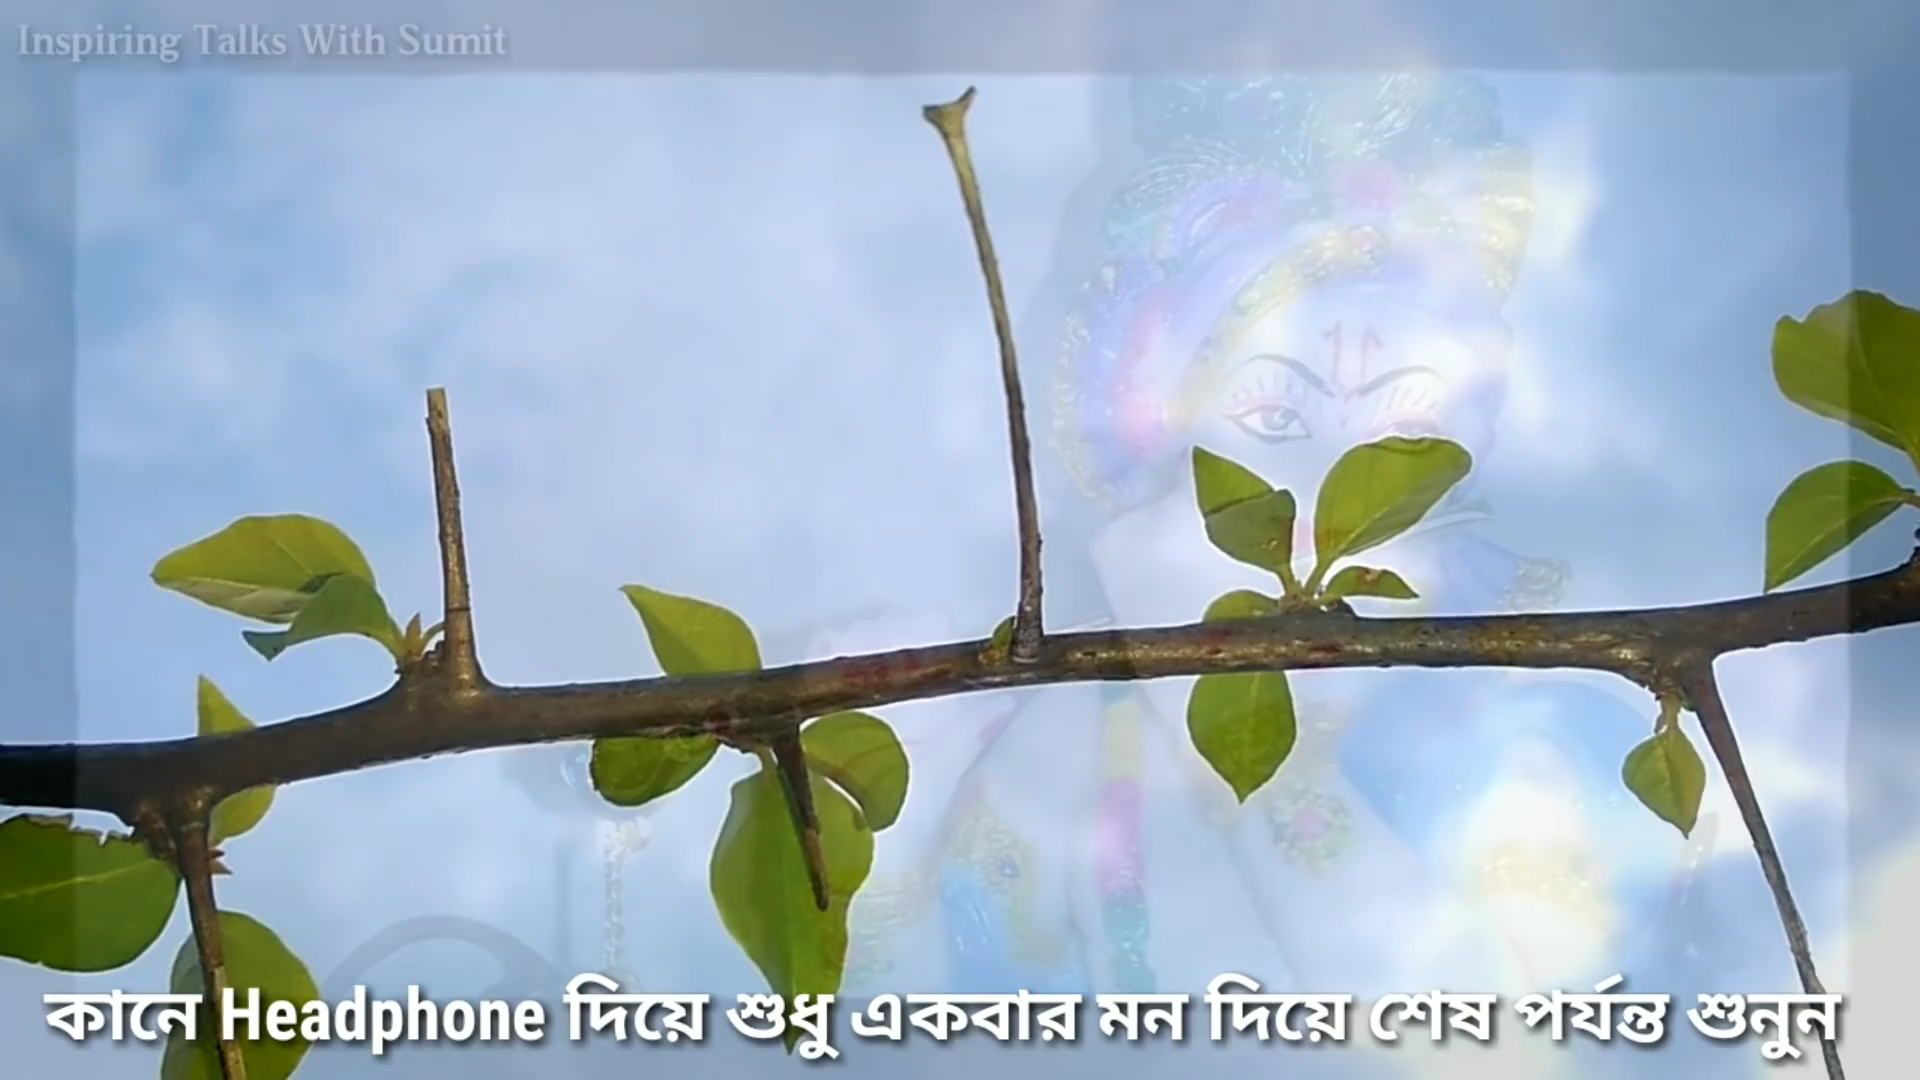 Inspiring Talks With Sumit
কানে Headphone দিয়ে শুধু একবার মন দিয়ে শেষ পর্যন্ত শুনুন